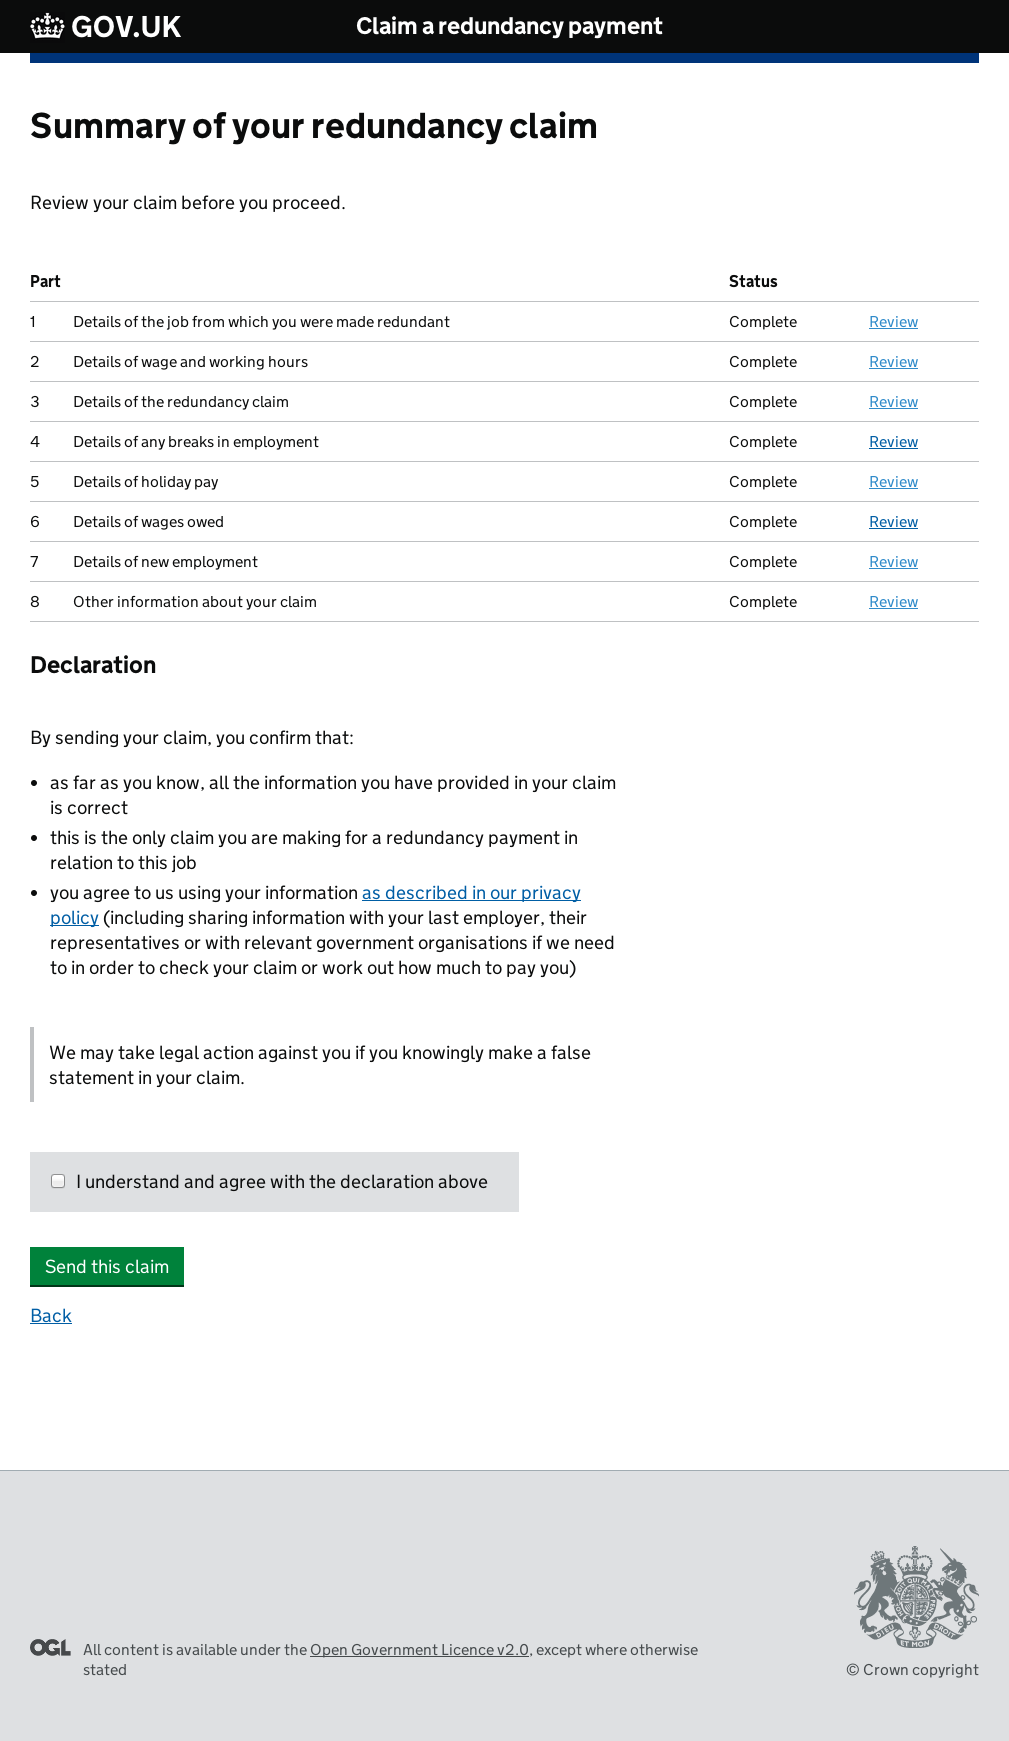 GOV.UK Claim a redundancy payment
Summary of your redundancy claim
Review your claim before you proceed.
Part Status
1 Details of the job from which you were made redundant Complete Review
2 Details of wage and working hours Complete Review
3 Details of the redundancy claim Complete Review
4 Details of any breaks in employment Complete Review
5 Details of holiday pay Complete Review
6 Details of wages owed Complete Review
7 Details of new employment Complete Review
8 Other information about your claim Complete Review
Declaration
By sending your claim, you confirm that:
• as far as you know, all the information you have provided in your claim
is correct
• this is the only claim you are making for a redundancy payment in
relation to this job
• you agree to us using your information as described in our privacy
policy (including sharing information with your last employer, their
representatives or with relevant government organisations if we need
to in order to check your claim or work out how much to pay you)
We may take legal action against you if you knowingly make a false
statement in your claim.
I understand and agree with the declaration above
Send this claim
Back
OGL All content is available under the Open Government Licence v2.0, except where otherwise
stated
DIEU ET MON DROIT
© Crown copyright